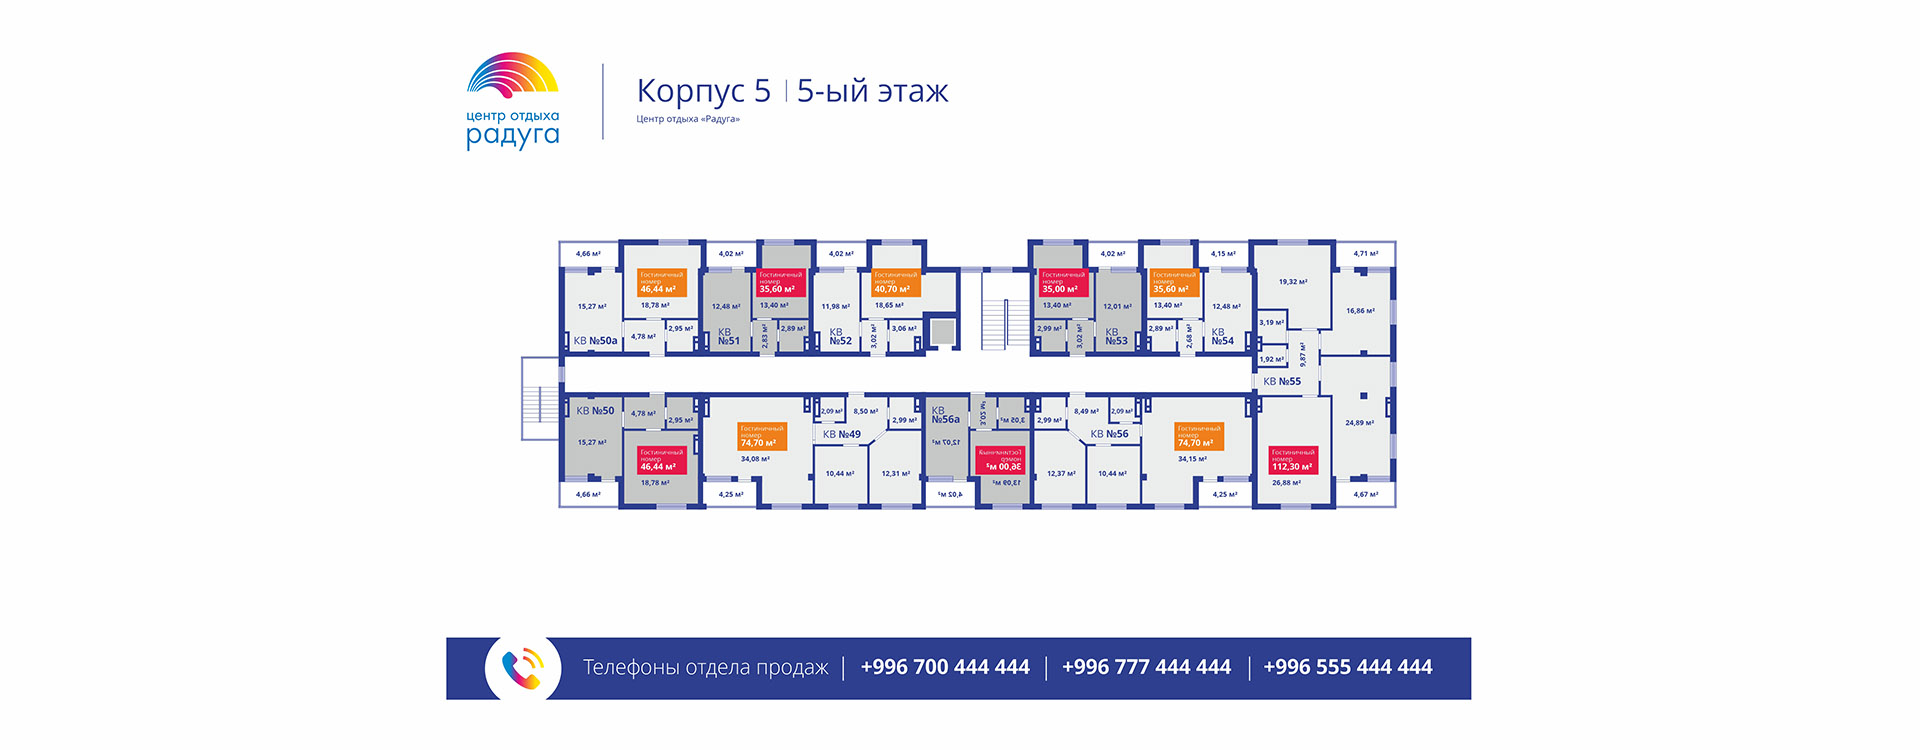 центр отдыха
радуга
Корпус 5 | 5-ый этаж
Центр отдыха «Радуга»
4,66 м²
4,02 м²
4,02 м²
4,02 м²
4,15 м²
4,71 м²
Гостиничный
номер
46,44 м²
Гостиничный
номер
35,60 м²
Гостиничный
номер
40,70 м²
Гостиничный
номер
35,00 м²
Гостиничный
номер
35,60 м²
19,32 м²
15,27 м²
18,78 м²
12,48 м²
13,40 м²
11,98 м²
18,65 м²
13,40 м²
12,01 м²
13,40 м²
12,48 м²
16,86 м²
КВ №50а
4,78 м²
2,95 м²
КВ
№51
2,83 м²
2,89 м²
КВ
№52
3,02 м²
3,06 м²
2,99 м²
3,02 м²
КВ
№53
2,89 м²
2,68 м²
КВ
№54
3,19 м²
1,92 м²
9,87 м²
КВ №55
КВ №50
4,78 м²
2,95 м²
15,27 м²
Гостиничный
номер
46,44 м²
18,78 м²
4,66 м²
Гостиничный
номер
74,70 м²
34,08 м²
4,25 м²
2,09 м²
8,50 м²
2,99 м²
КВ №49
10,44 м²
12,31 м²
КВ
№56а
12,07 м²
3,05 м²
Гостиничный
номер
36,00 м²
13,09 м²
4,02 м²
2,99 м²
8,49 м²
2,09 м²
КВ №56
12,37 м²
10,44 м²
Гостиничный
номер
74,70 м²
34,15 м²
4,25 м²
Гостиничный
номер
112,30 м²
26,88 м²
24,89 м²
4,67 м²
Телефоны отдела продаж | +996 700 444 444 | +996 777 444 444 | +996 555 444 444